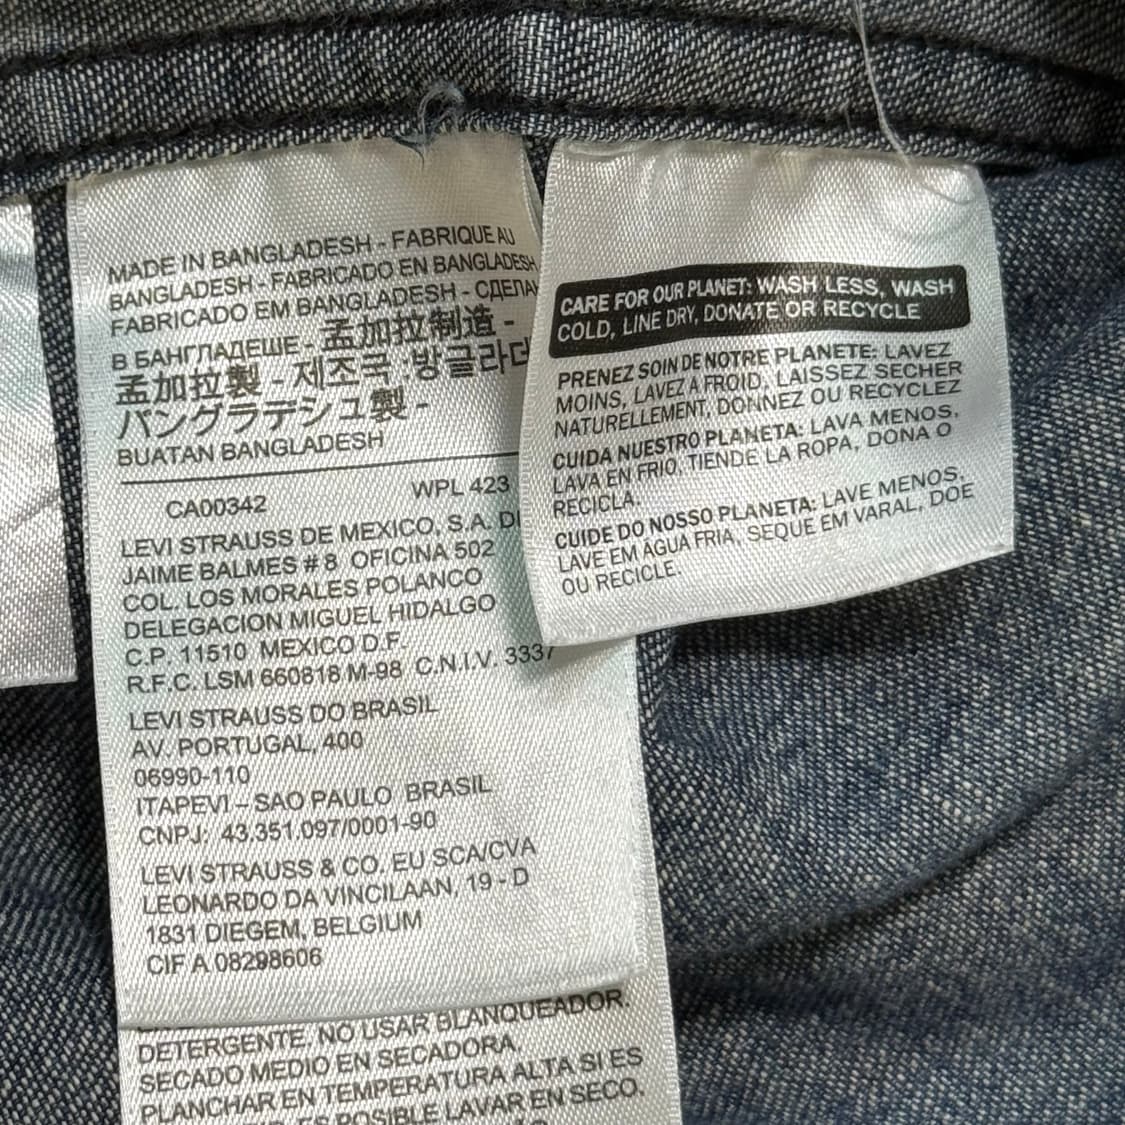 MADE IN BANGLADESH - FABRIQUE AU
BANGLADESH - FABRICADO EN BANGLADESH
FABRICADO EM BANGLADESH - СДЕЛАН
В БАНГЛАДЕШЕ - 孟加拉制造 -
孟加拉製 - 제조국 :방글라데
バングラデシュ製 -
BUATAN BANGLADESH
CA00342 WPL 423
LEVI STRAUSS DE MEXICO, S.A.
JAIME BALMES # 8 OFICINA 502
COL. LOS MORALES POLANCO
DELEGACION MIGUEL HIDALGO
C.P. 11510 MEXICO D.F.
R.F.C. LSM 660818 M-98 C.N.I.V. 3337
LEVI STRAUSS DO BRASIL
AV. PORTUGAL, 400
06990-110
ITAPEVI – SAO PAULO BRASIL
CNPJ: 43.351.097/0001-90
LEVI STRAUSS & CO. EU SCA/CVA
LEONARDO DA VINCILAAN, 19 - D
1831 DIEGEM, BELGIUM
CIF A 08298606
DETERGENTE, NO USAR BLANQUEADOR.
SECADO MEDIO EN SECADORA.
PLANCHAR EN TEMPERATURA ALTA SI ES
POSIBLE LAVAR EN SECO.
CARE FOR OUR PLANET: WASH LESS, WASH
COLD, LINE DRY, DONATE OR RECYCLE
PRENEZ SOIN DE NOTRE PLANETE: LAVEZ
MOINS, LAVEZ A FROID, LAISSEZ SECHER
NATURELLEMENT, DONNEZ OU RECYCLEZ
CUIDA NUESTRO PLANETA: LAVA MENOS,
LAVA EN FRIO, TIENDE LA ROPA, DONA O
RECICLA.
CUIDE DO NOSSO PLANETA: LAVE MENOS,
LAVE EM ÁGUA FRIA, SEQUE EM VARAL, DOE
OU RECICLE.